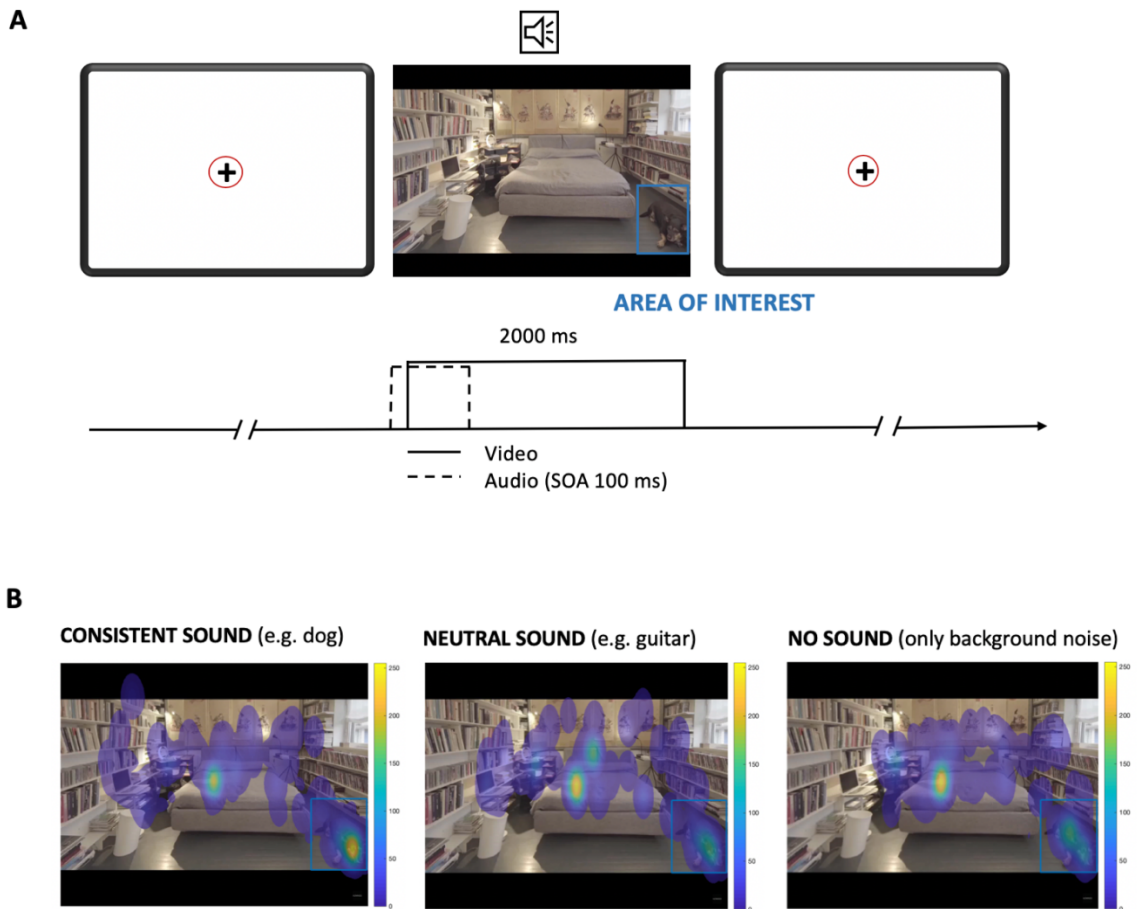 A
AREA OF INTEREST
2000 ms
Video
Audio (SOA 100 ms)
B
CONSISTENT SOUND (e.g. dog)
NEUTRAL SOUND (e.g. guitar)
NO SOUND (only background noise)
250
200
150
100
50
0
250
200
150
100
50
0
250
200
150
100
50
0